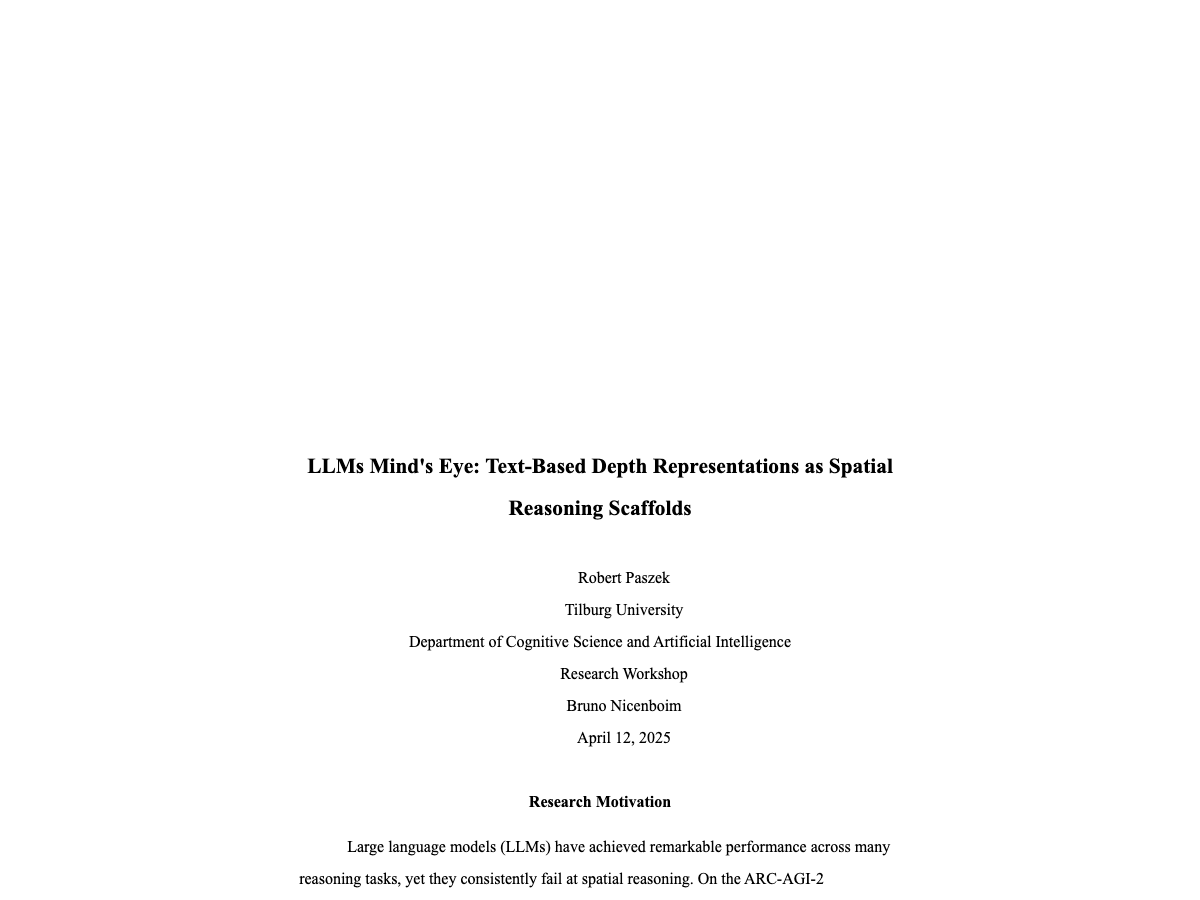 LLMs Mind's Eye: Text-Based Depth Representations as Spatial
Reasoning Scaffolds
Robert Paszek
Tilburg University
Department of Cognitive Science and Artificial Intelligence
Research Workshop
Bruno Nicenboim
April 12, 2025
Research Motivation
Large language models (LLMs) have achieved remarkable performance across many
reasoning tasks, yet they consistently fail at spatial reasoning. On the ARC-AGI-2